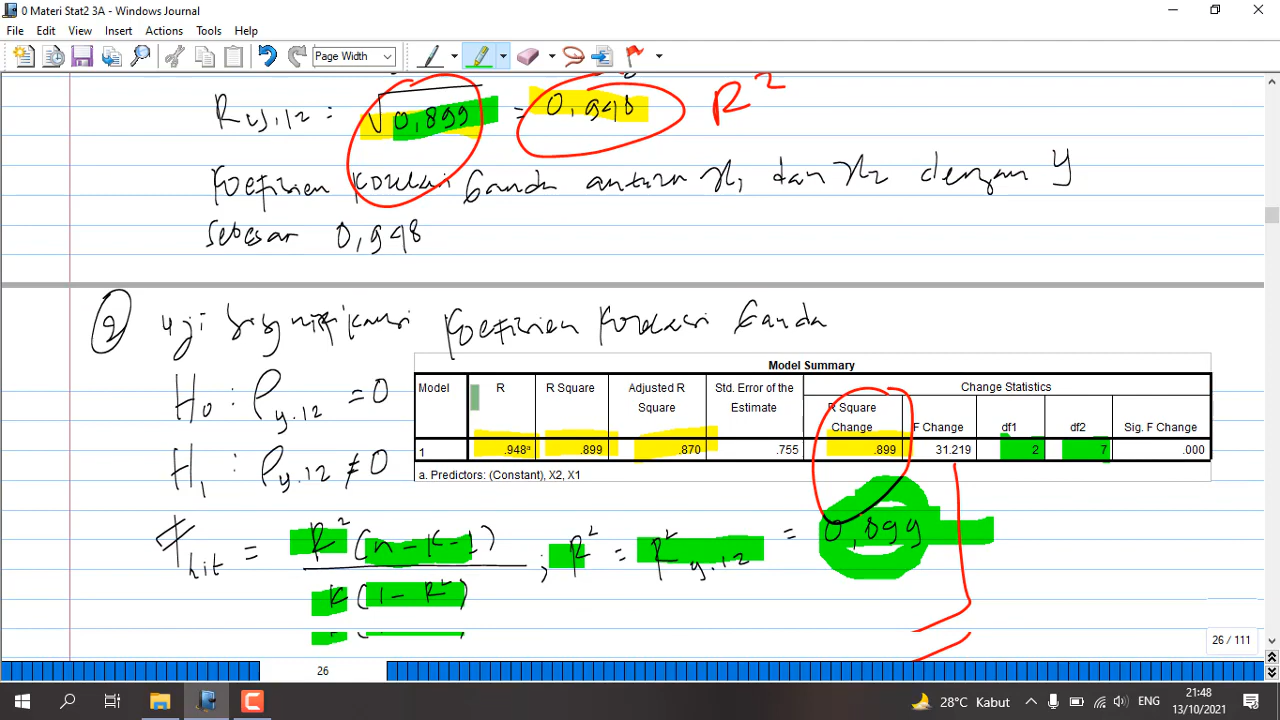 0 Materi Stat2 3A - Windows Journal
File Edit View Insert Actions Tools Help
Page Width
Ry.12 = √0,899 = 0,948 R²
Koefisien Korelasi Ganda antara x1 dan x2 dengan Y
sebesar 0,948
2 Uji Signifikansi Koefisien Korelasi Ganda
H0 : ρy.12 = 0
H1 : ρy.12 ≠ 0
Model Summary
Model R R Square Adjusted R Square Std. Error of the Estimate Change Statistics
R Square Change F Change df1 df2 Sig. F Change
1 .948ª .899 .870 .755 .899 31.219 2 7 .000
a. Predictors: (Constant), X2, X1
Fhit = R² (n-k-1) ; R² = R²y.12 = 0,899
k (1 - R²)
26 / 111
26
28°C Kabut ENG 21:48
13/10/2021